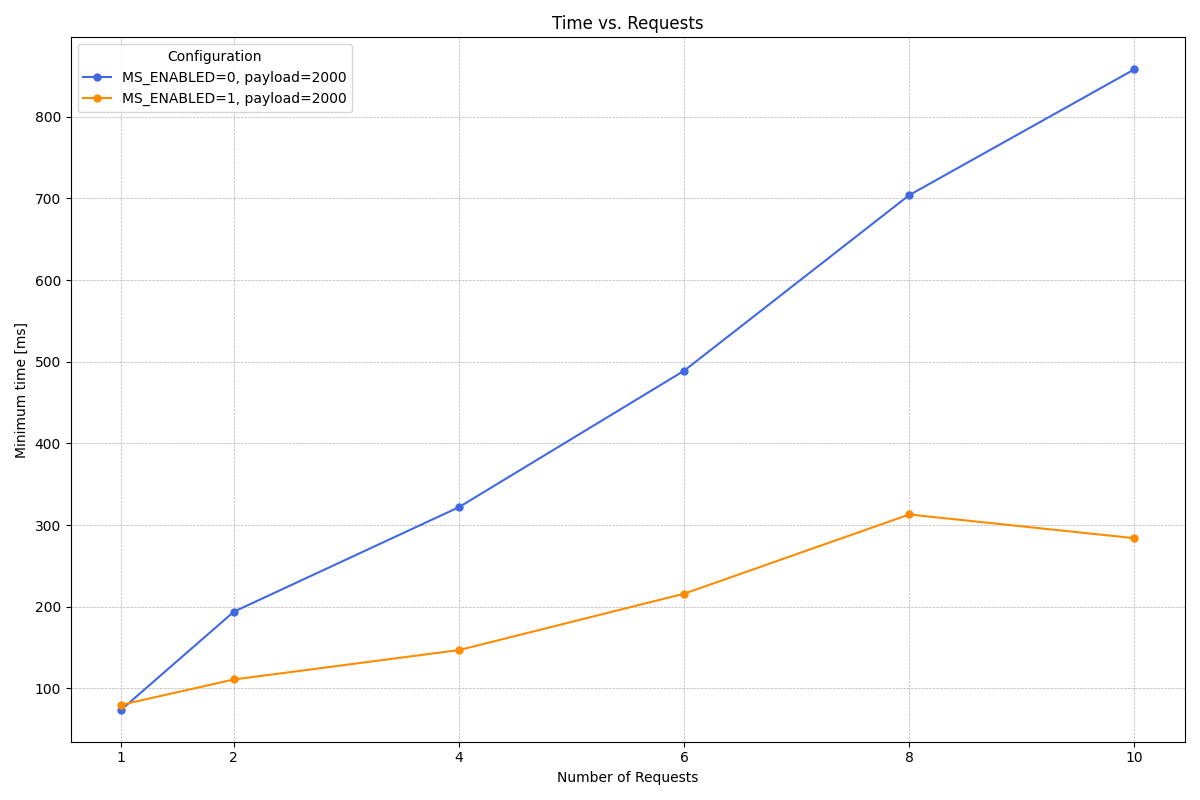 Time vs. Requests
Configuration
MS_ENABLED=0, payload=2000
MS_ENABLED=1, payload=2000
Minimum time [ms]
800
700
600
500
400
300
200
100
1 2 4 6 8 10
Number of Requests